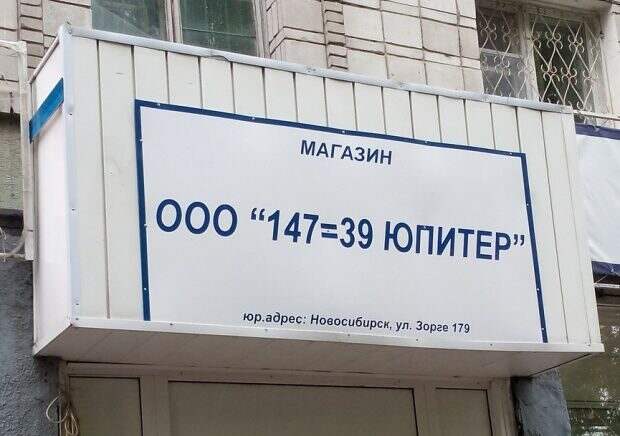 МАГАЗИН
ООО “147=39 ЮПИТЕР”
юр.адрес: Новосибирск, ул. Зорге 179